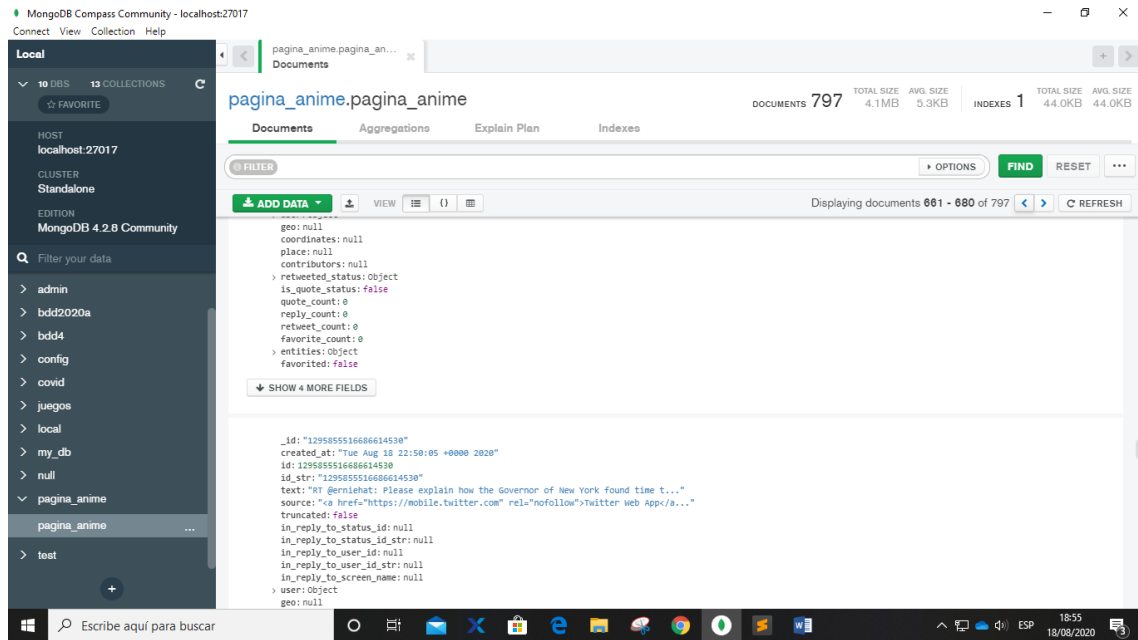 MongoDB Compass Community - localhost:27017
Connect View Collection Help
Local
10 DBS 13 COLLECTIONS
☆ FAVORITE
HOST
localhost:27017
CLUSTER
Standalone
EDITION
MongoDB 4.2.8 Community
Filter your data
admin
bdd2020a
bdd4
config
covid
juegos
local
my_db
null
pagina_anime
pagina_anime ...
test
+
pagina_anime.pagina_an...
Documents
pagina_anime.pagina_anime
DOCUMENTS 797 TOTAL SIZE 4.1MB AVG. SIZE 5.3KB INDEXES 1 TOTAL SIZE 44.0KB AVG. SIZE 44.0KB
Documents Aggregations Explain Plan Indexes
FILTER OPTIONS FIND RESET ...
ADD DATA VIEW {} Displaying documents 661 - 680 of 797 < > REFRESH
geo: null
coordinates: null
place: null
contributors: null
> retweeted_status: Object
is_quote_status: false
quote_count: 0
reply_count: 0
retweet_count: 0
favorite_count: 0
> entities: Object
favorited: false
SHOW 4 MORE FIELDS
_id: "1295855516686614530"
created_at: "Tue Aug 18 22:50:05 +0000 2020"
id: 1295855516686614530
id_str: "1295855516686614530"
text: "RT @erniehat: Please explain how the Governor of New York found time t..."
source: "<a href="https://mobile.twitter.com" rel="nofollow">Twitter Web App</a..."
truncated: false
in_reply_to_status_id: null
in_reply_to_status_id_str: null
in_reply_to_user_id: null
in_reply_to_user_id_str: null
in_reply_to_screen_name: null
> user: Object
geo: null
Escribe aquí para buscar
ESP
18:55
18/08/2020
3